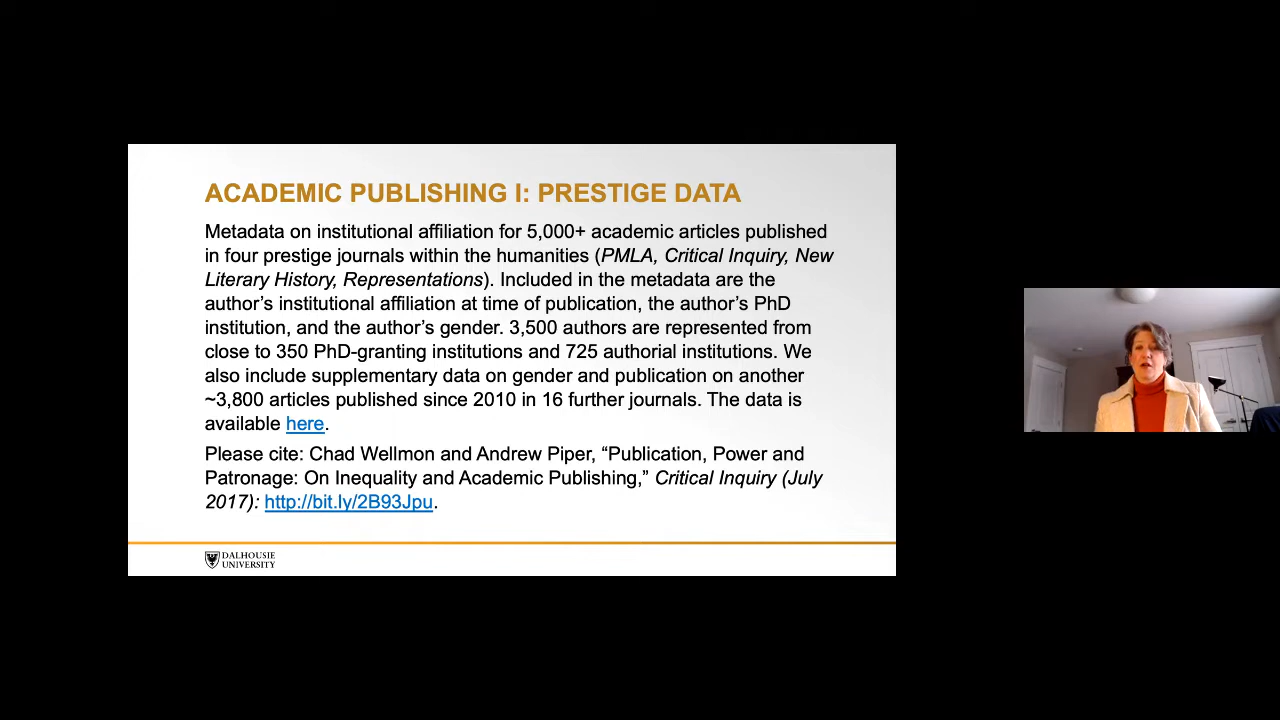 ACADEMIC PUBLISHING I: PRESTIGE DATA
Metadata on institutional affiliation for 5,000+ academic articles published
in four prestige journals within the humanities (PMLA, Critical Inquiry, New
Literary History, Representations). Included in the metadata are the
author’s institutional affiliation at time of publication, the author’s PhD
institution, and the author’s gender. 3,500 authors are represented from
close to 350 PhD-granting institutions and 725 authorial institutions. We
also include supplementary data on gender and publication on another
~3,800 articles published since 2010 in 16 further journals. The data is
available here.
Please cite: Chad Wellmon and Andrew Piper, “Publication, Power and
Patronage: On Inequality and Academic Publishing,” Critical Inquiry (July
2017): http://bit.ly/2B93Jpu.
DALHOUSIE
UNIVERSITY